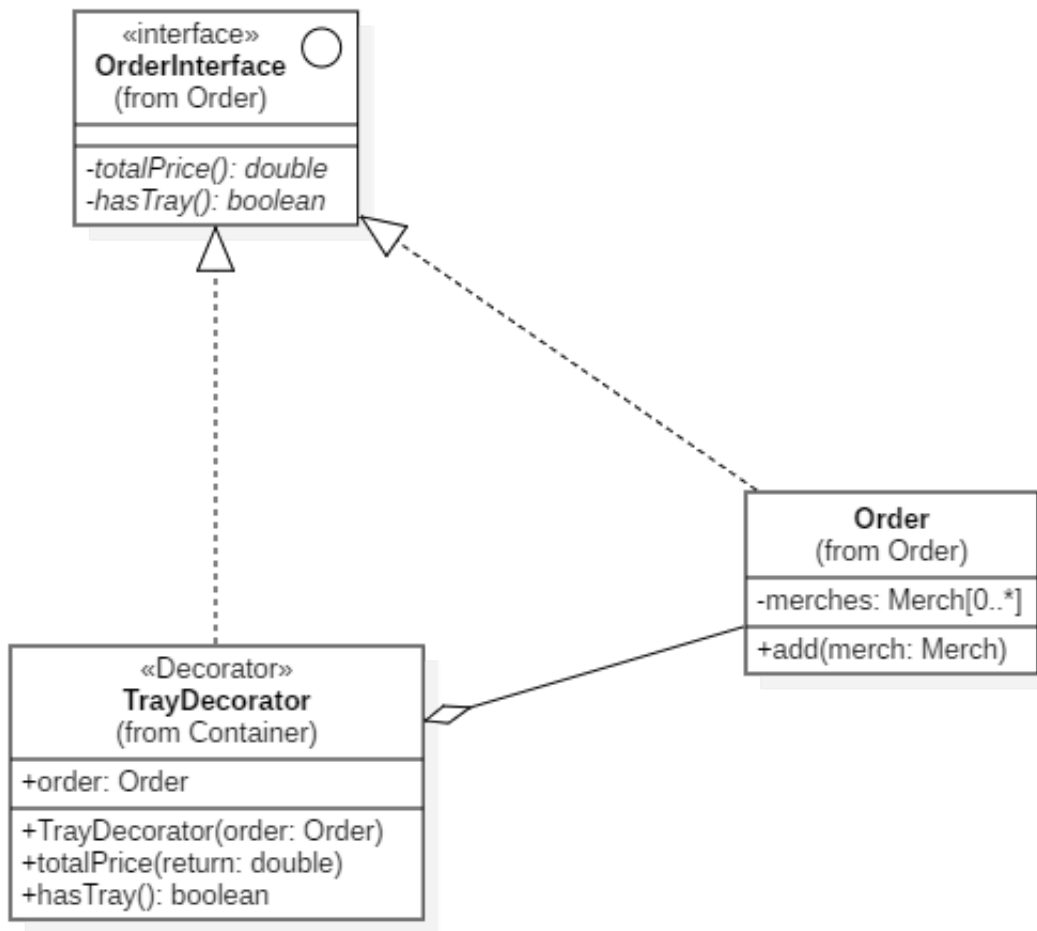 «interface»
OrderInterface
(from Order)
-totalPrice(): double
-hasTray(): boolean
Order
(from Order)
-merches: Merch[0..*]
+add(merch: Merch)
«Decorator»
TrayDecorator
(from Container)
+order: Order
+TrayDecorator(order: Order)
+totalPrice(return: double)
+hasTray(): boolean